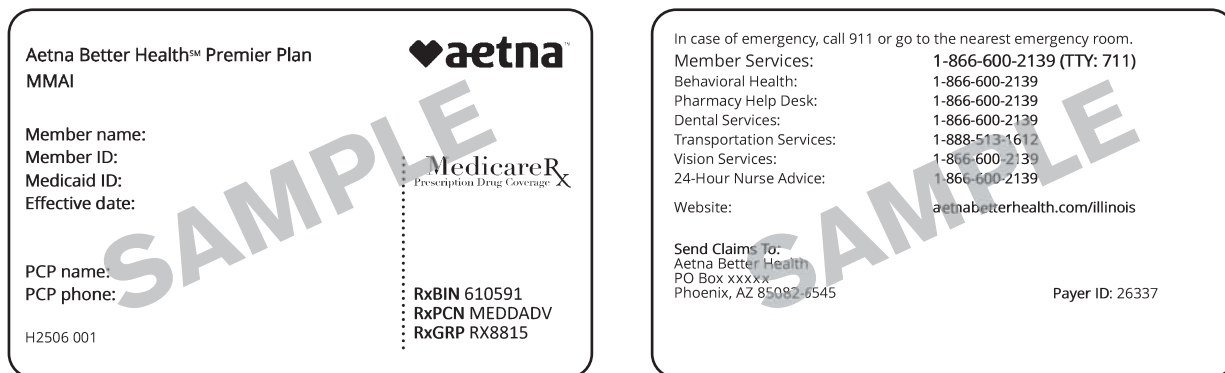 Aetna Better Health℠ Premier Plan
MMAI
aetna™
Member name:
Member ID:
Medicaid ID:
Effective date:
MedicareRx
Prescription Drug Coverage
PCP name:
PCP phone:
RxBIN 610591
RxPCN MEDDADV
RxGRP RX8815
H2506 001
SAMPLE
In case of emergency, call 911 or go to the nearest emergency room.
Member Services: 1-866-600-2139 (TTY: 711)
Behavioral Health: 1-866-600-2139
Pharmacy Help Desk: 1-866-600-2139
Dental Services: 1-866-600-2139
Transportation Services: 1-888-513-1612
Vision Services: 1-866-600-2139
24-Hour Nurse Advice: 1-866-600-2139
Website: aetnabetterhealth.com/illinois
Send Claims To:
Aetna Better Health
PO Box xxxxx
Phoenix, AZ 85082-6545
Payer ID: 26337
SAMPLE